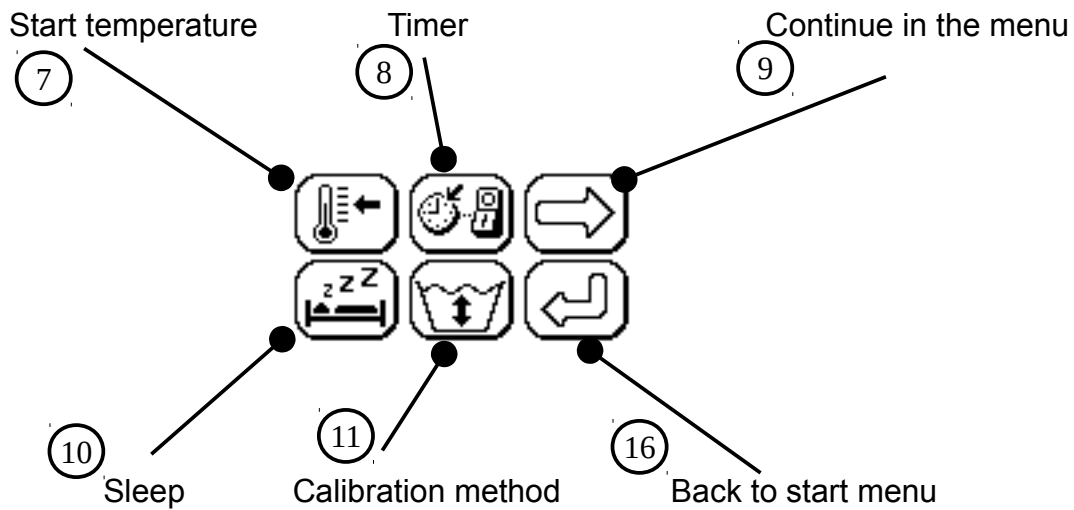 Start temperature
Timer
Continue in the menu
7
8
9
z z Z
10
11
16
Sleep
Calibration method
Back to start menu